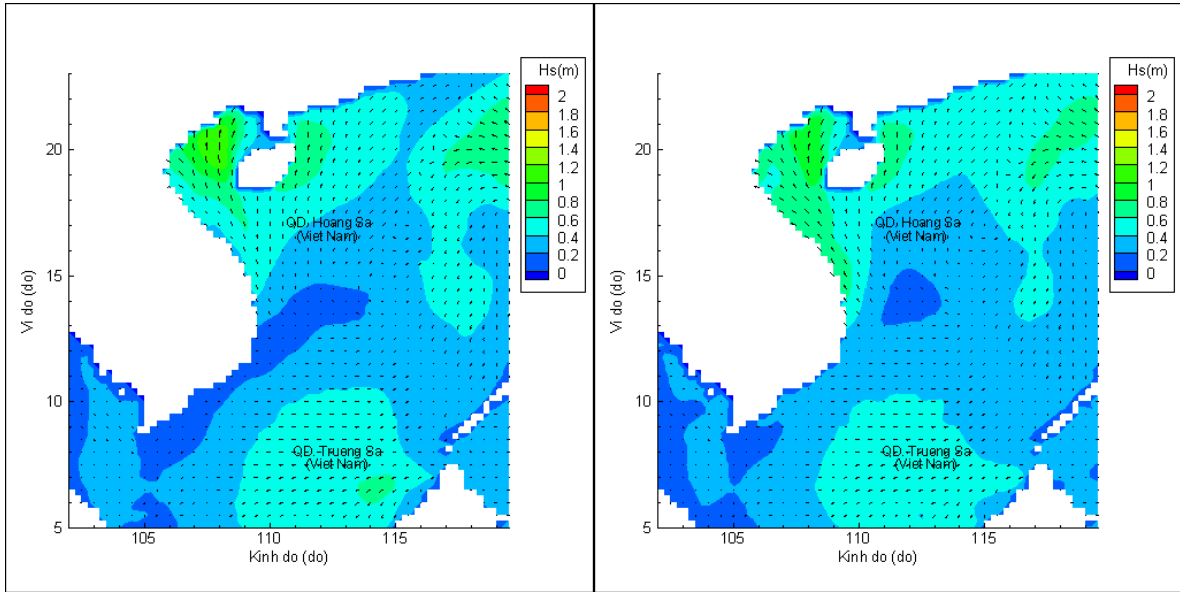 Hs(m)
2
1.8
1.6
1.4
1.2
1
0.8
0.6
0.4
0.2
0
20
15
10
5
Vi do (do)
QD. Hoang Sa
(Viet Nam)
QD. Truong Sa
(Viet Nam)
105
110
115
Kinh do (do)
Hs(m)
2
1.8
1.6
1.4
1.2
1
0.8
0.6
0.4
0.2
0
20
15
10
5
Vi do (do)
QD. Hoang Sa
(Viet Nam)
QD. Truong Sa
(Viet Nam)
105
110
115
Kinh do (do)